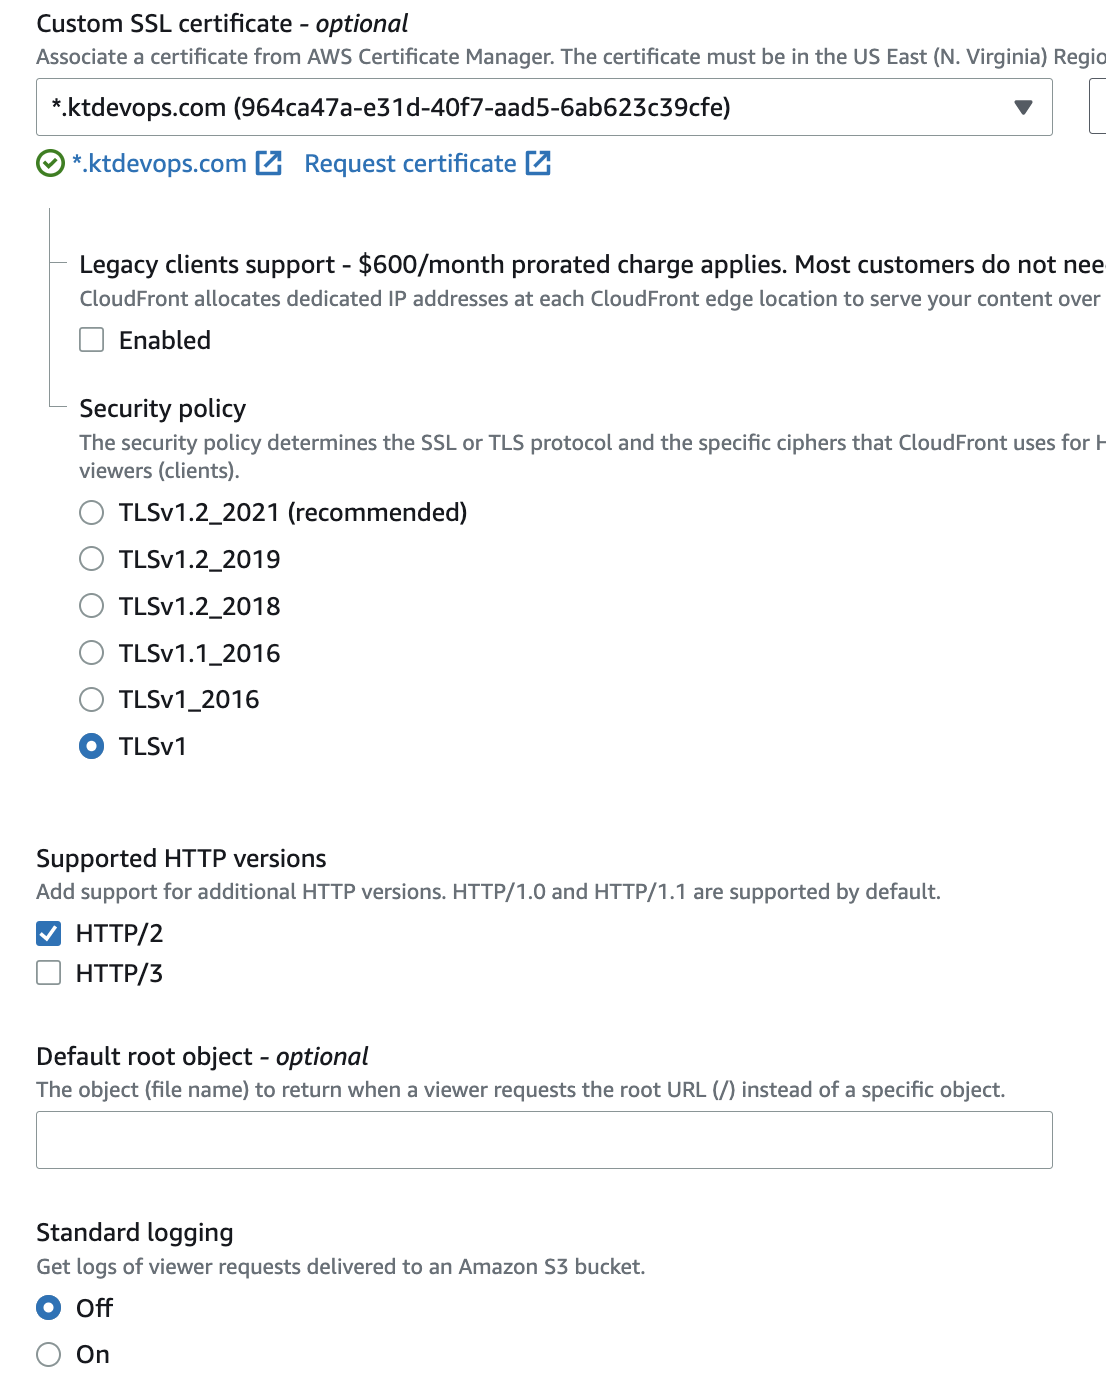 Custom SSL certificate - optional
Associate a certificate from AWS Certificate Manager. The certificate must be in the US East (N. Virginia) Regio
*.ktdevops.com (964ca47a-e31d-40f7-aad5-6ab623c39cfe)
*.ktdevops.com Request certificate
Legacy clients support - $600/month prorated charge applies. Most customers do not nee
CloudFront allocates dedicated IP addresses at each CloudFront edge location to serve your content over
Enabled
Security policy
The security policy determines the SSL or TLS protocol and the specific ciphers that CloudFront uses for H
viewers (clients).
TLSv1.2_2021 (recommended)
TLSv1.2_2019
TLSv1.2_2018
TLSv1.1_2016
TLSv1_2016
TLSv1
Supported HTTP versions
Add support for additional HTTP versions. HTTP/1.0 and HTTP/1.1 are supported by default.
HTTP/2
HTTP/3
Default root object - optional
The object (file name) to return when a viewer requests the root URL (/) instead of a specific object.
Standard logging
Get logs of viewer requests delivered to an Amazon S3 bucket.
Off
On